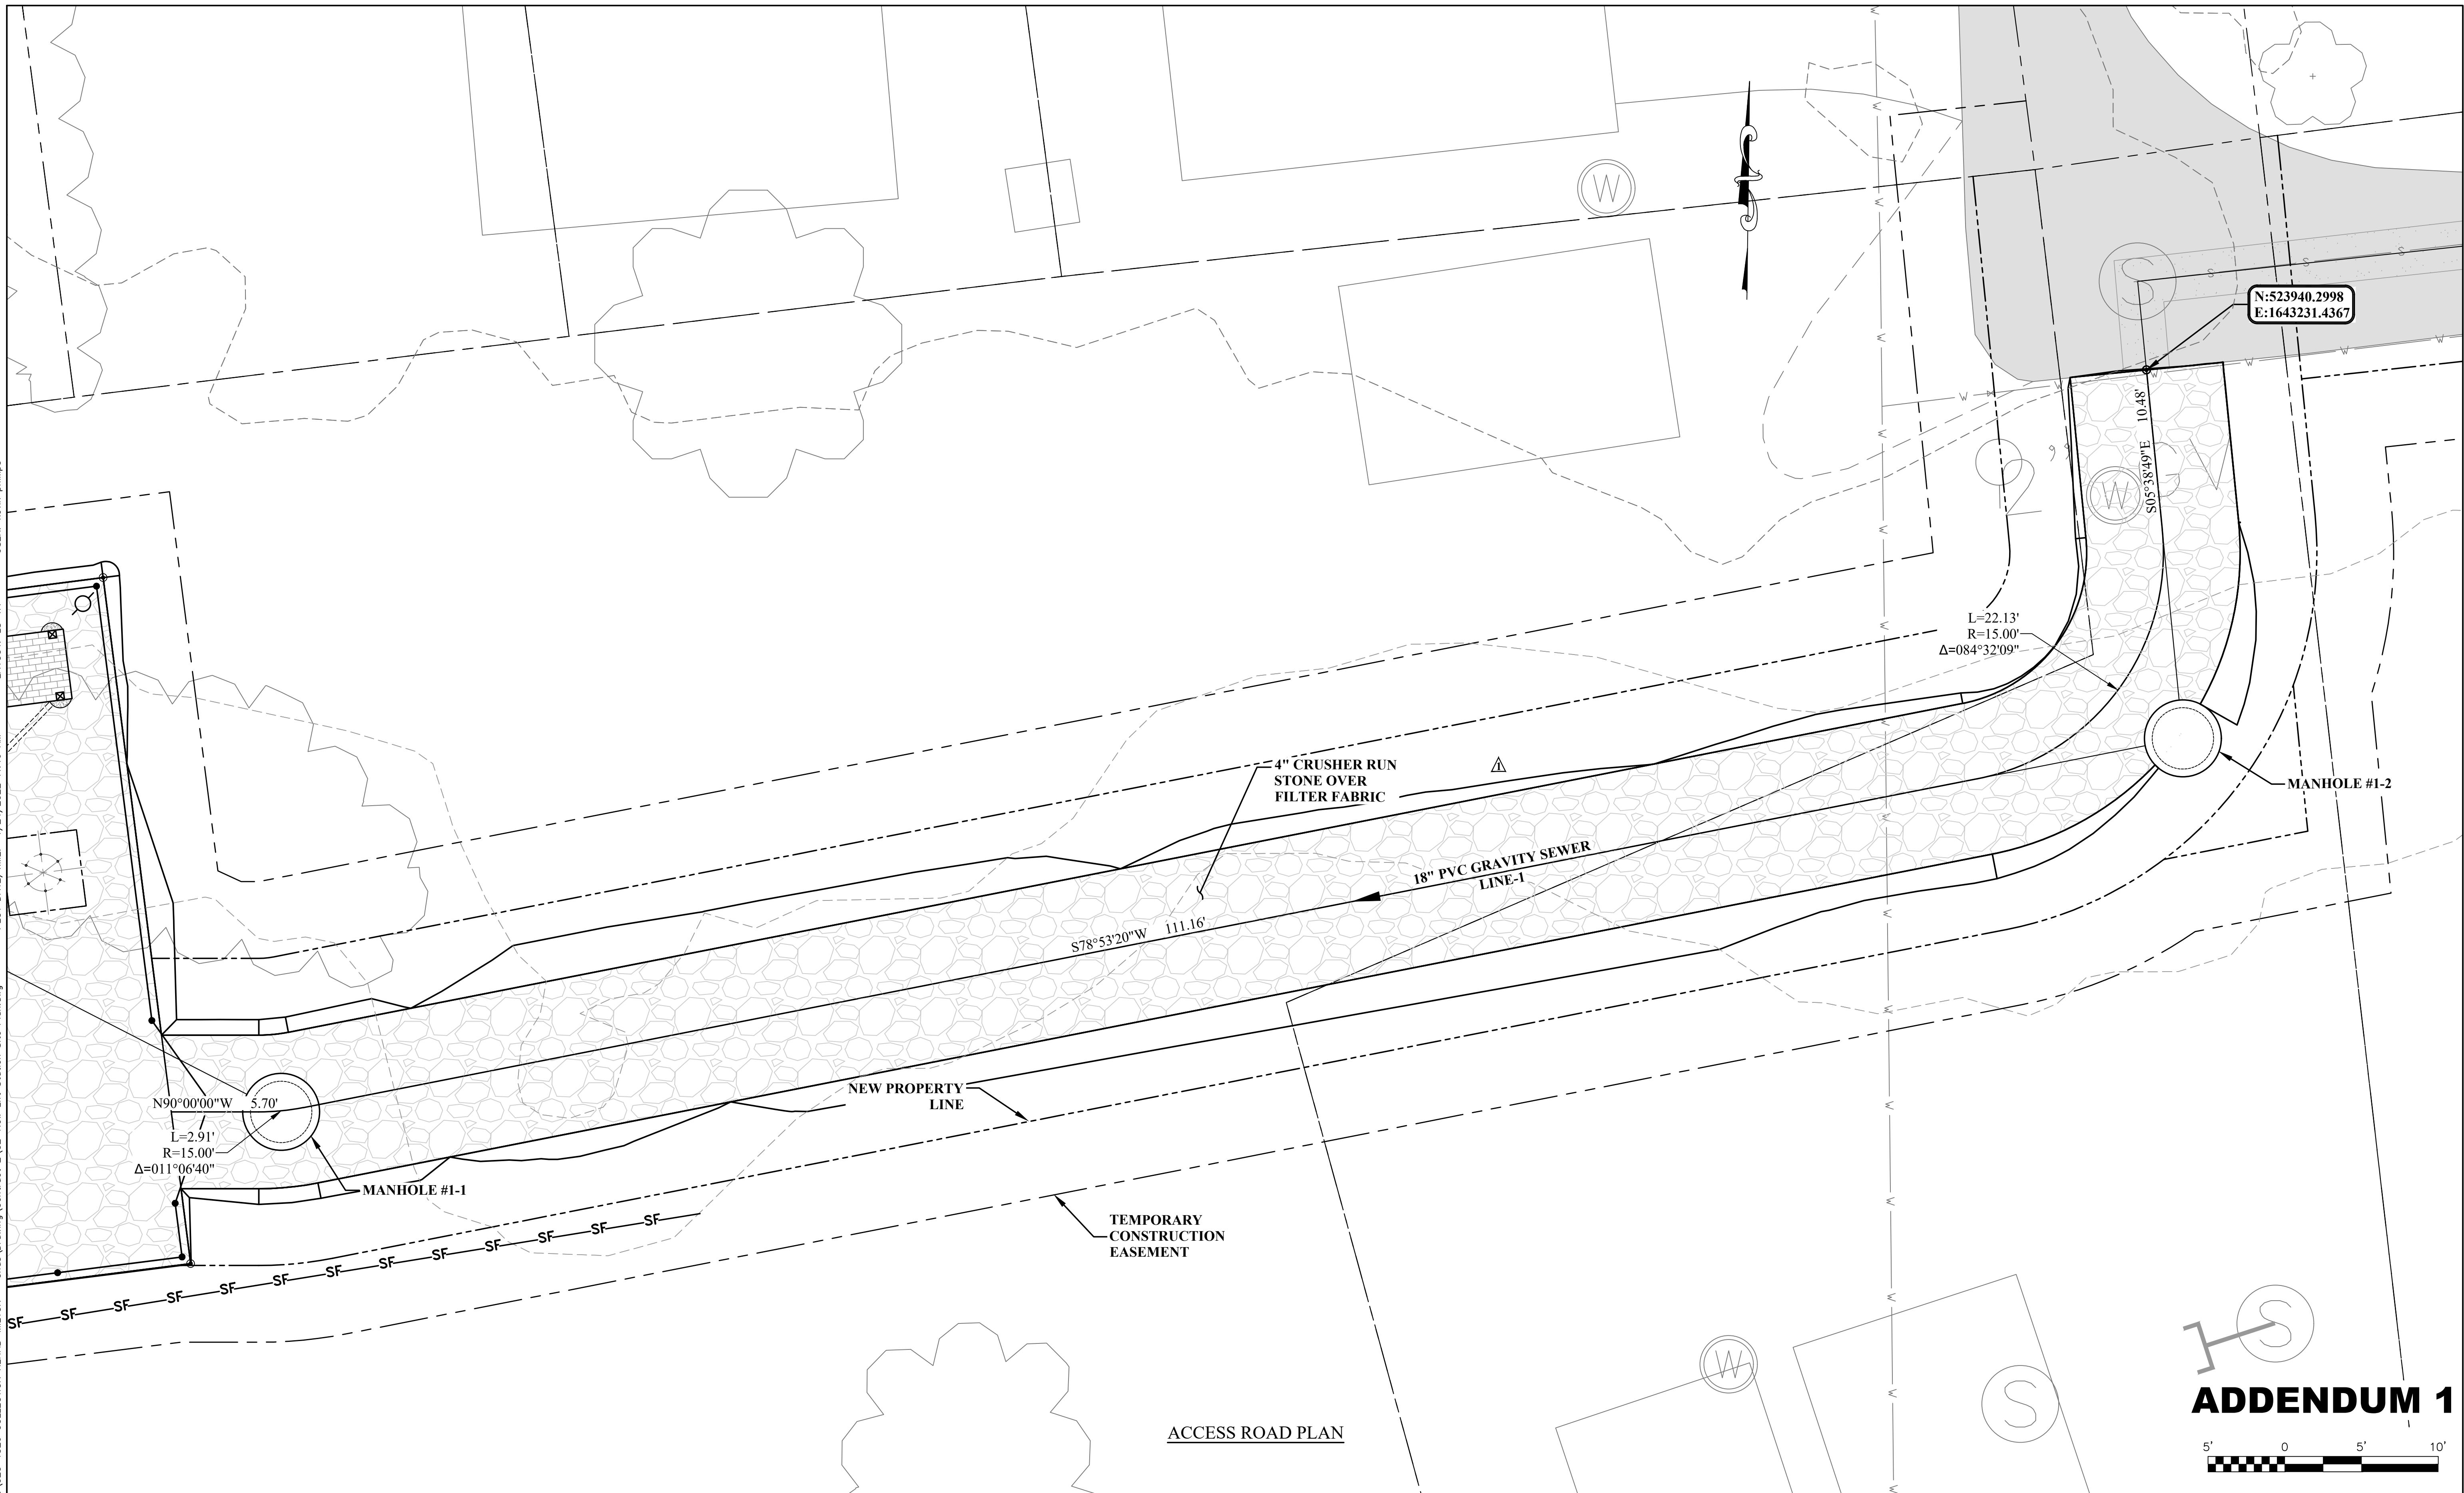 N:523940.2998
E:1643231.4367
S05°38'49"E 10.48'
L=22.13'
R=15.00'
Δ=084°32'09"
4" CRUSHER RUN
STONE OVER
FILTER FABRIC
1
MANHOLE #1-2
18" PVC GRAVITY SEWER
LINE-1
S78°53'20"W 111.16'
NEW PROPERTY
LINE
N90°00'00"W 5.70'
L=2.91'
R=15.00'
Δ=011°06'40"
MANHOLE #1-1
TEMPORARY
CONSTRUCTION
EASEMENT
SF SF SF SF SF SF SF SF SF SF SF SF SF
W
W
W
S
S
S S S
W W W W W
ACCESS ROAD PLAN
ADDENDUM 1
5' 0 5' 10'